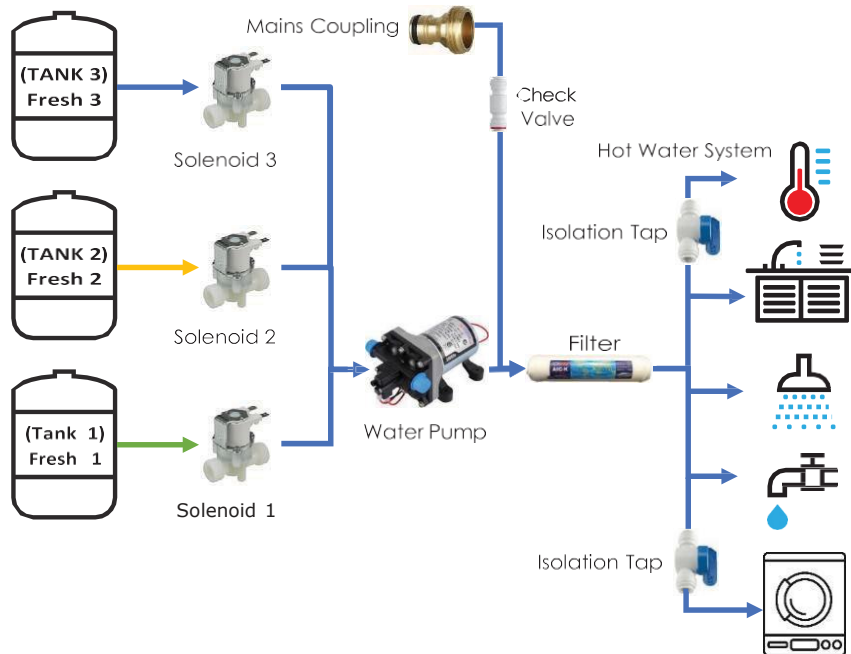 Mains Coupling
(TANK 3)
Fresh 3
Check
Valve
Solenoid 3
Hot Water System
(TANK 2)
Fresh 2
Isolation Tap
Solenoid 2
Filter
(Tank 1)
Fresh 1
Water Pump
Solenoid 1
Isolation Tap